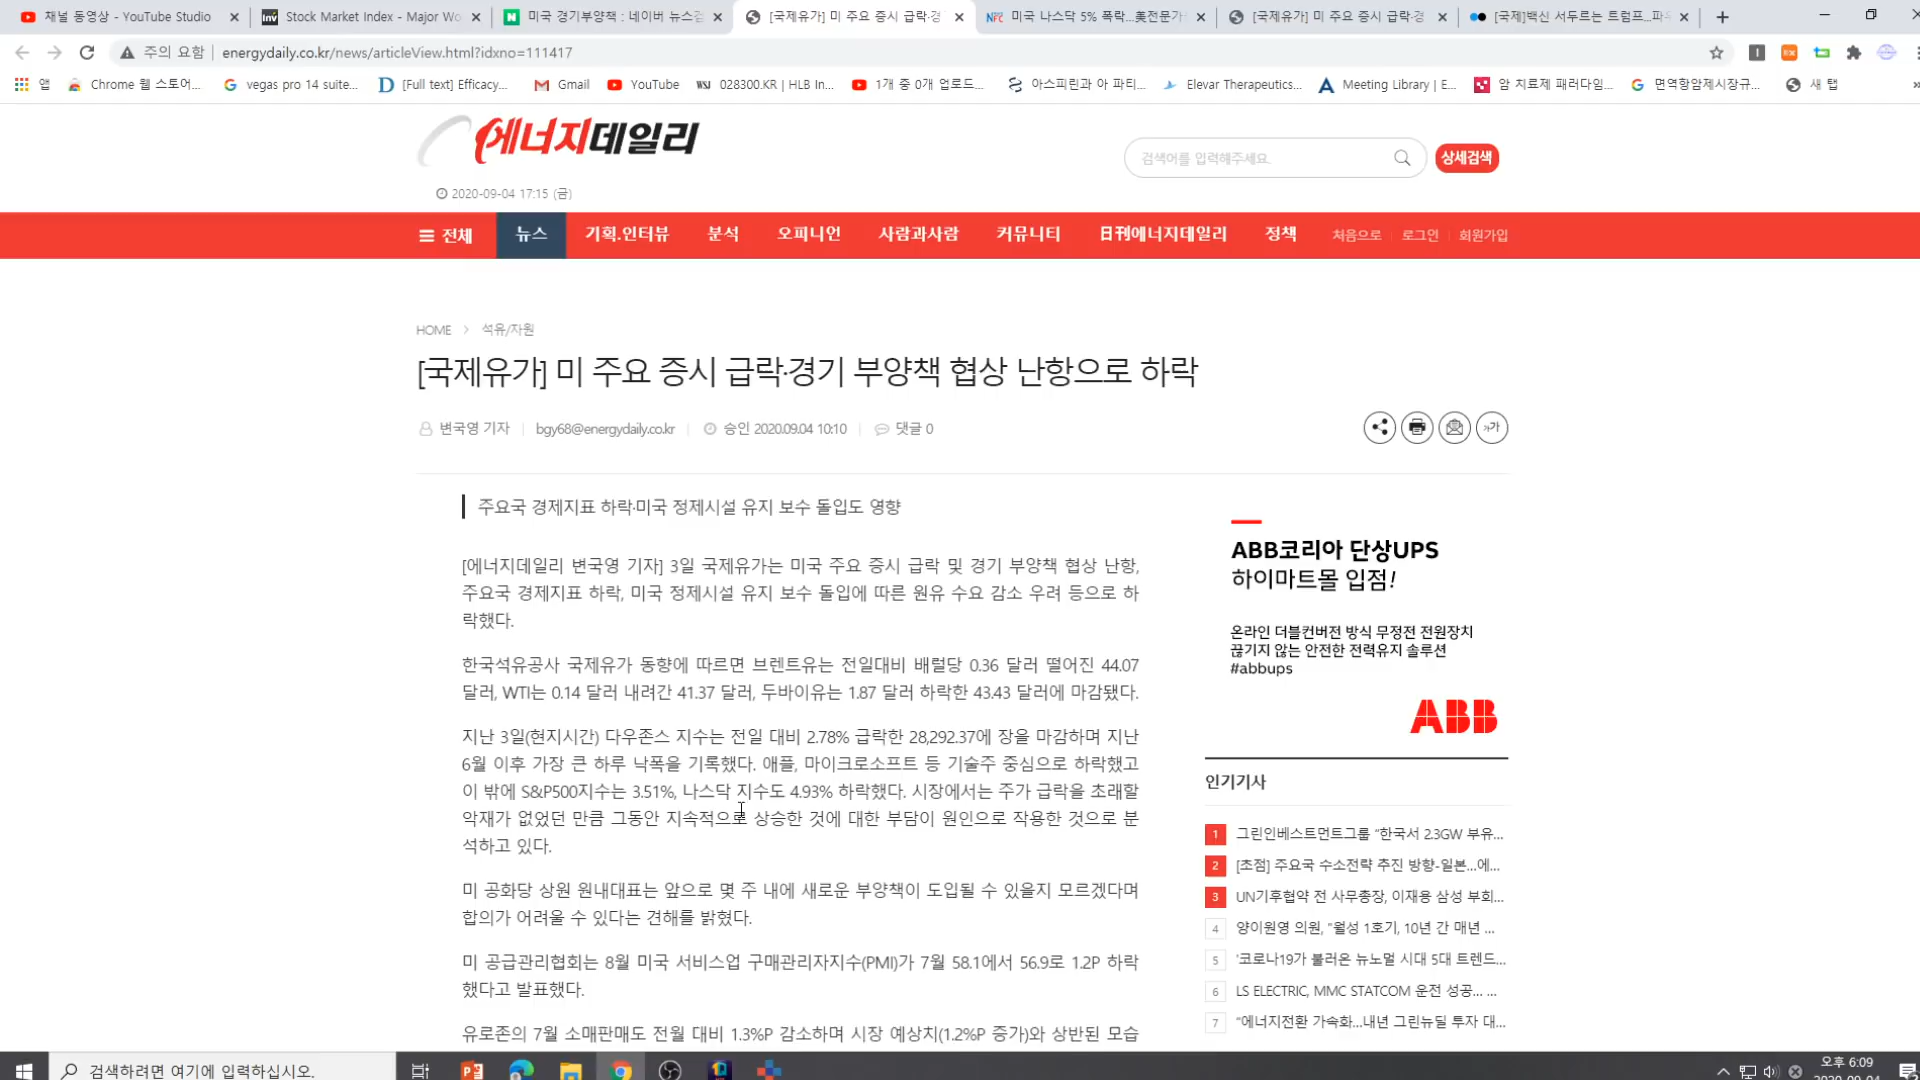 채널 동영상 - YouTube Studio
Stock Market Index - Major Wo
미국 경기부양책 : 네이버 뉴스검
[국제유가] 미 주요 증시 급락·경
미국 나스닥 5% 폭락...美전문가
[국제유가] 미 주요 증시 급락·경
[국제]백신 서두르는 트럼프...파우
주의 요함 energydaily.co.kr/news/articleView.html?idxno=111417
앱
Chrome 웹 스토어...
vegas pro 14 suite...
[Full text] Efficacy...
Gmail
YouTube
028300.KR | HLB In...
1개 중 0개 업로드...
아스피린과 아 파티...
Elevar Therapeutics...
Meeting Library | E...
암 치료제 패러다임...
면역항암제시장규...
새 탭
에너지데일리
검색어를 입력해주세요.
상세검색
2020-09-04 17:15 (금)
전체 뉴스 기획.인터뷰 분석 오피니언 사람과사람 커뮤니티 日刊에너지데일리 정책 처음으로 로그인 회원가입
HOME > 석유/자원
[국제유가] 미 주요 증시 급락·경기 부양책 협상 난항으로 하락
변국영 기자 bgy68@energydaily.co.kr 승인 2020.09.04 10:10 댓글 0
가
주요국 경제지표 하락·미국 정제시설 유지 보수 돌입도 영향
[에너지데일리 변국영 기자] 3일 국제유가는 미국 주요 증시 급락 및 경기 부양책 협상 난항,
주요국 경제지표 하락, 미국 정제시설 유지 보수 돌입에 따른 원유 수요 감소 우려 등으로 하
락했다.
한국석유공사 국제유가 동향에 따르면 브렌트유는 전일대비 배럴당 0.36 달러 떨어진 44.07
달러, WTI는 0.14 달러 내려간 41.37 달러, 두바이유는 1.87 달러 하락한 43.43 달러에 마감됐다.
지난 3일(현지시간) 다우존스 지수는 전일 대비 2.78% 급락한 28,292.37에 장을 마감하며 지난
6월 이후 가장 큰 하루 낙폭을 기록했다. 애플, 마이크로소프트 등 기술주 중심으로 하락했고
이 밖에 S&P500지수는 3.51%, 나스닥 지수도 4.93% 하락했다. 시장에서는 주가 급락을 초래할
악재가 없었던 만큼 그동안 지속적으로 상승한 것에 대한 부담이 원인으로 작용한 것으로 분
석하고 있다.
미 공화당 상원 원내대표는 앞으로 몇 주 내에 새로운 부양책이 도입될 수 있을지 모르겠다며
합의가 어려울 수 있다는 견해를 밝혔다.
미 공급관리협회는 8월 미국 서비스업 구매관리자지수(PMI)가 7월 58.1에서 56.9로 1.2P 하락
했다고 발표했다.
유로존의 7월 소매판매도 전월 대비 1.3%P 감소하며 시장 예상치(1.2%P 증가)와 상반된 모습
ABB코리아 단상UPS
하이마트몰 입점!
온라인 더블컨버전 방식 무정전 전원장치
끊기지 않는 안전한 전력유지 솔루션
#abbups
ABB
인기기사
1 그린인베스트먼트그룹 “한국서 2.3GW 부유...
2 [초점] 주요국 수소전략 추진 방향-일본...에...
3 UN기후협약 전 사무총장, 이재용 삼성 부회...
4 양이원영 의원, "월성 1호기, 10년 간 매년 ...
5 '코로나19가 불러온 뉴노멀 시대 5대 트렌드...
6 LS ELECTRIC, MMC STATCOM 운전 성공... ...
7 “에너지전환 가속화...내년 그린뉴딜 투자 대...
검색하려면 여기에 입력하십시오.
오후 6:09
2020-09-04